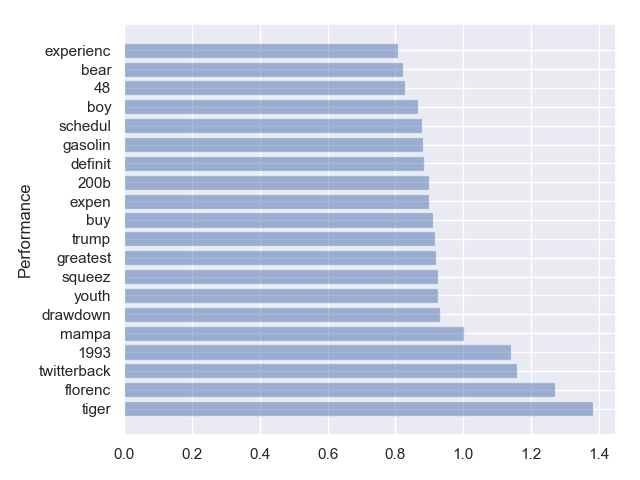 experienc
bear
48
boy
schedul
gasolin
definit
200b
expen
buy
trump
greatest
squeez
youth
drawdown
mampa
1993
twitterback
florenc
tiger
Performance
0.0 0.2 0.4 0.6 0.8 1.0 1.2 1.4